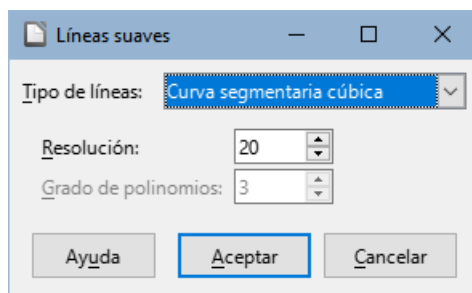 Líneas suaves
Tipo de líneas: Curva segmentaria cúbica
Resolución: 20
Grado de polinomios: 3
Ayuda Aceptar Cancelar